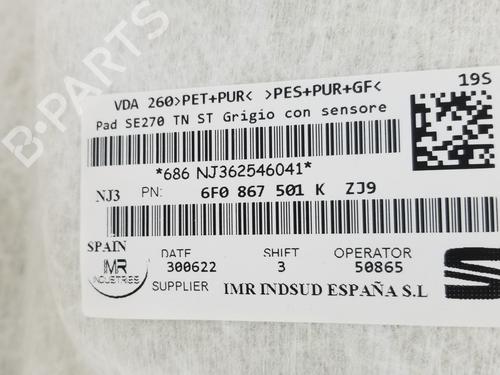 B-PARTS
19S
VDA 260>PET+PUR< >PES+PUR+GF<
Pad SE270 TN ST Grigio con sensore
*686 NJ362546041*
NJ3 PN: 6F0 867 501 K ZJ9
SPAIN
DATE SHIFT OPERATOR
300622 3 50865
IMR
INDUSTRIES
SUPPLIER IMR INDSUD ESPAÑA S.L